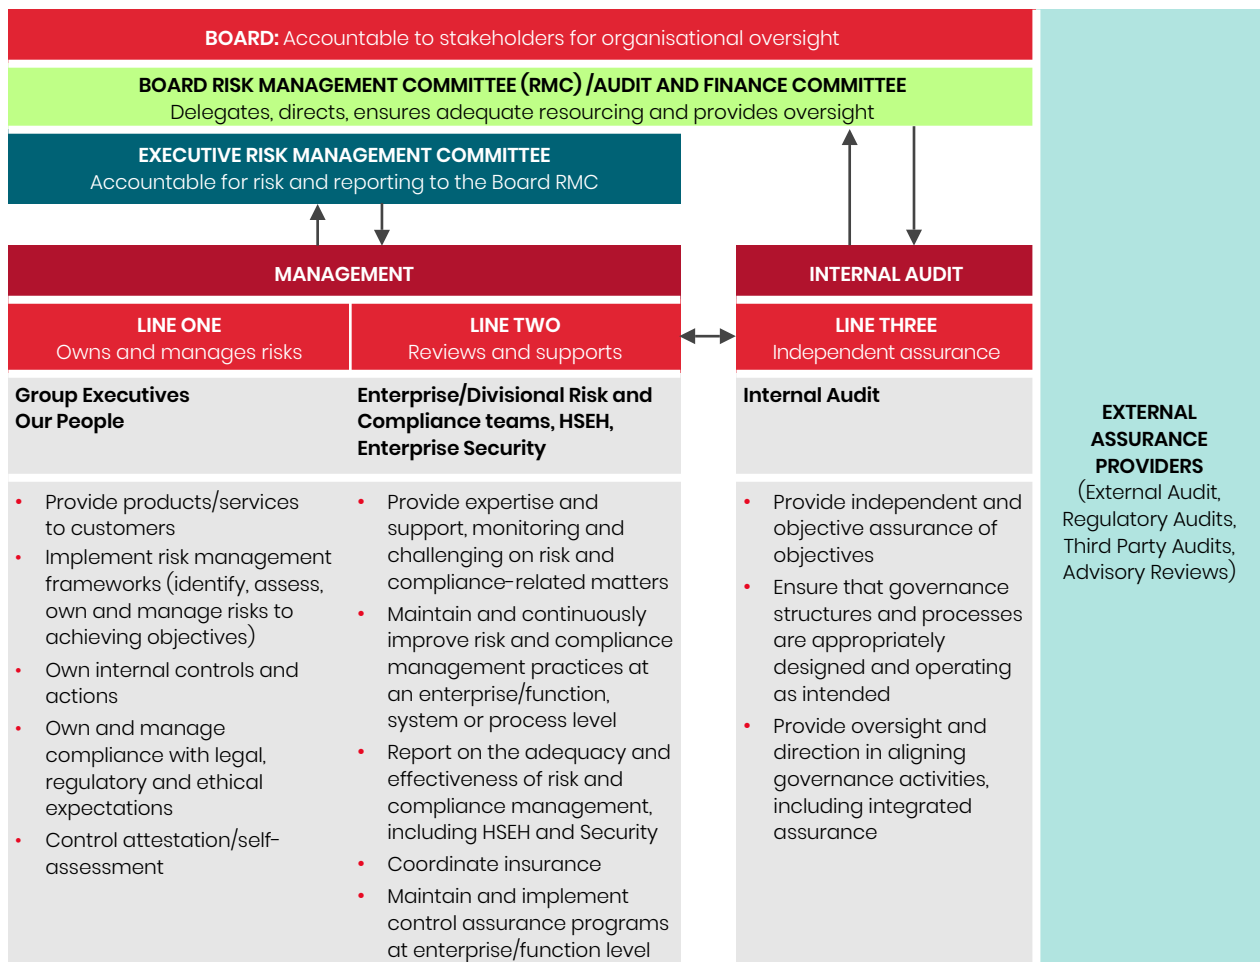 BOARD: Accountable to stakeholders for organisational oversight
BOARD RISK MANAGEMENT COMMITTEE (RMC) /AUDIT AND FINANCE COMMITTEE
Delegates, directs, ensures adequate resourcing and provides oversight
EXECUTIVE RISK MANAGEMENT COMMITTEE
Accountable for risk and reporting to the Board RMC
MANAGEMENT
INTERNAL AUDIT
LINE ONE
Owns and manages risks
LINE TWO
Reviews and supports
LINE THREE
Independent assurance
Group Executives
Our People
Enterprise/Divisional Risk and
Compliance teams, HSEH,
Enterprise Security
Internal Audit
• Provide products/services
to customers
• Implement risk management
frameworks (identify, assess,
own and manage risks to
achieving objectives)
• Own internal controls and
actions
• Own and manage
compliance with legal,
regulatory and ethical
expectations
• Control attestation/self-
assessment
• Provide expertise and
support, monitoring and
challenging on risk and
compliance-related matters
• Maintain and continuously
improve risk and compliance
management practices at
an enterprise/function,
system or process level
• Report on the adequacy and
effectiveness of risk and
compliance management,
including HSEH and Security
• Coordinate insurance
• Maintain and implement
control assurance programs
at enterprise/function level
• Provide independent and
objective assurance of
objectives
• Ensure that governance
structures and processes
are appropriately
designed and operating
as intended
• Provide oversight and
direction in aligning
governance activities,
including integrated
assurance
EXTERNAL
ASSURANCE
PROVIDERS
(External Audit,
Regulatory Audits,
Third Party Audits,
Advisory Reviews)